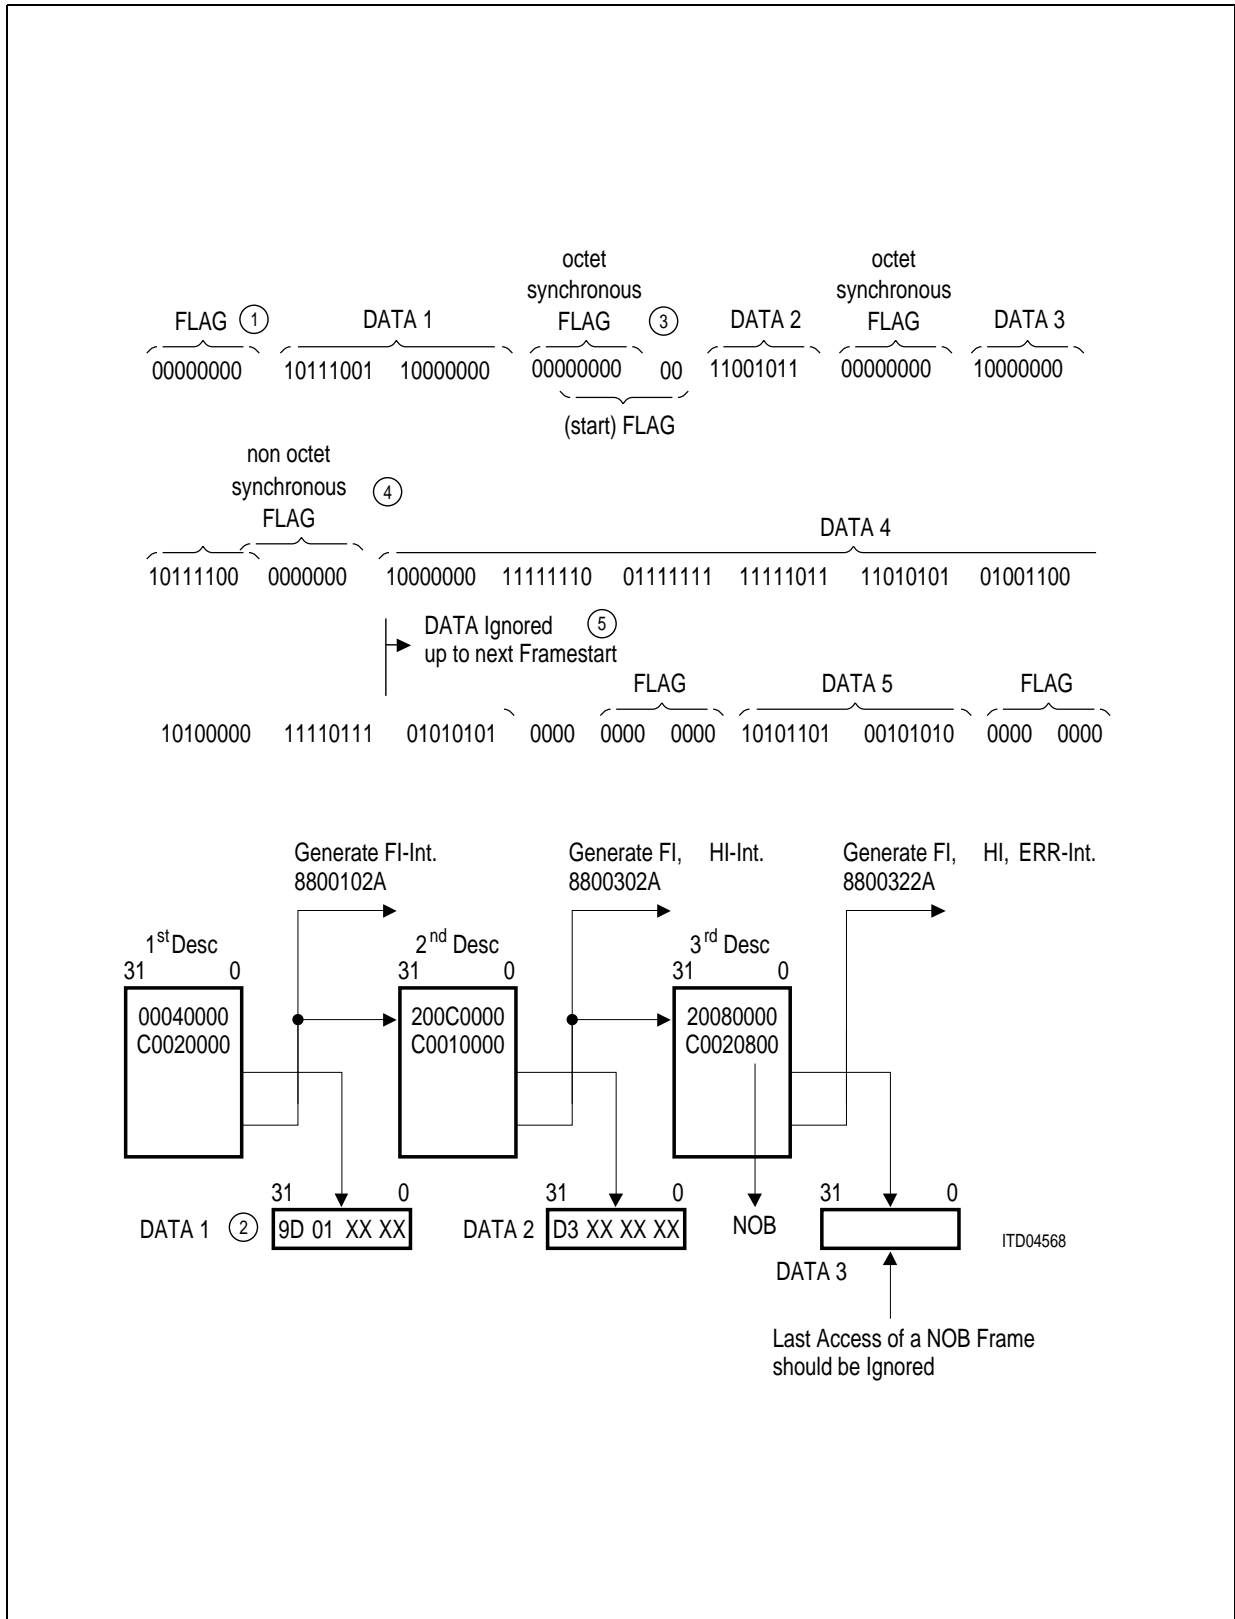 octet octet
synchronous synchronous
FLAG 1 DATA 1 FLAG 3 DATA 2 FLAG DATA 3
00000000 10111001 10000000 00000000 00 11001011 00000000 10000000
(start) FLAG
non octet
synchronous 4
FLAG DATA 4
10111100 0000000 10000000 11111110 01111111 11111011 11010101 01001100
DATA Ignored 5
up to next Framestart
FLAG DATA 5 FLAG
10100000 11110111 01010101 0000 0000 0000 10101101 00101010 0000 0000
Generate FI-Int. Generate FI, HI-Int. Generate FI, HI, ERR-Int.
8800102A 8800302A 8800322A
1st Desc 2nd Desc 3rd Desc
31 0 31 0 31 0
00040000 200C0000 20080000
C0020000 C0010000 C0020800
31 0 31 0 31 0
DATA 1 2 9D 01 XX XX DATA 2 D3 XX XX XX NOB
ITD04568
DATA 3
Last Access of a NOB Frame
should be Ignored